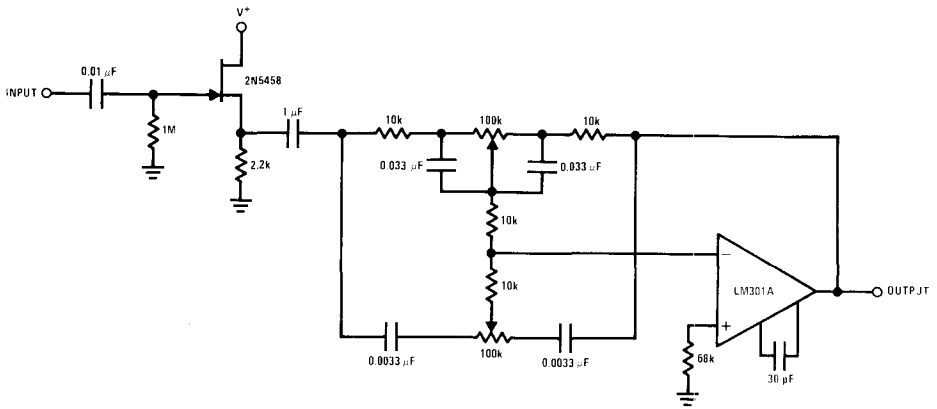 V+
0.01 μF
2N5458
INPUT
1 μF
10k
100k
10k
1M
2.2k
0.033 μF
0.033 μF
10k
10k
LM301A
OUTPUT
0.0033 μF
100k
0.0033 μF
68k
30 pF
−
+